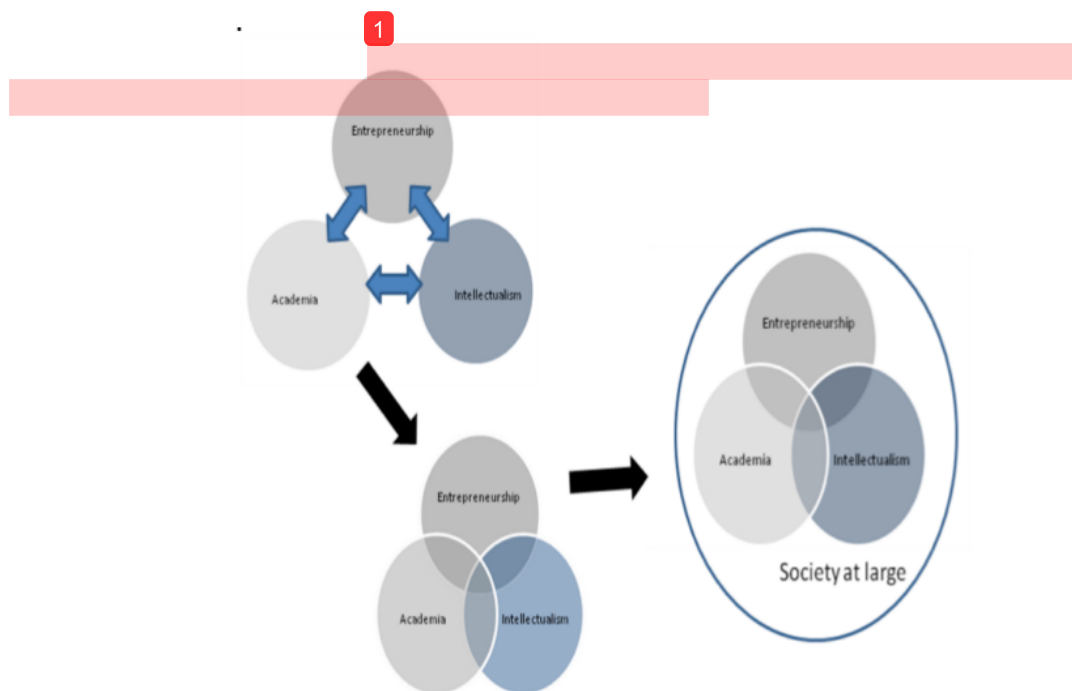 1
Entrepreneurship
Academia
Intellectualism
Entrepreneurship
Academia
Intellectualism
Entrepreneurship
Academia
Intellectualism
Society at large